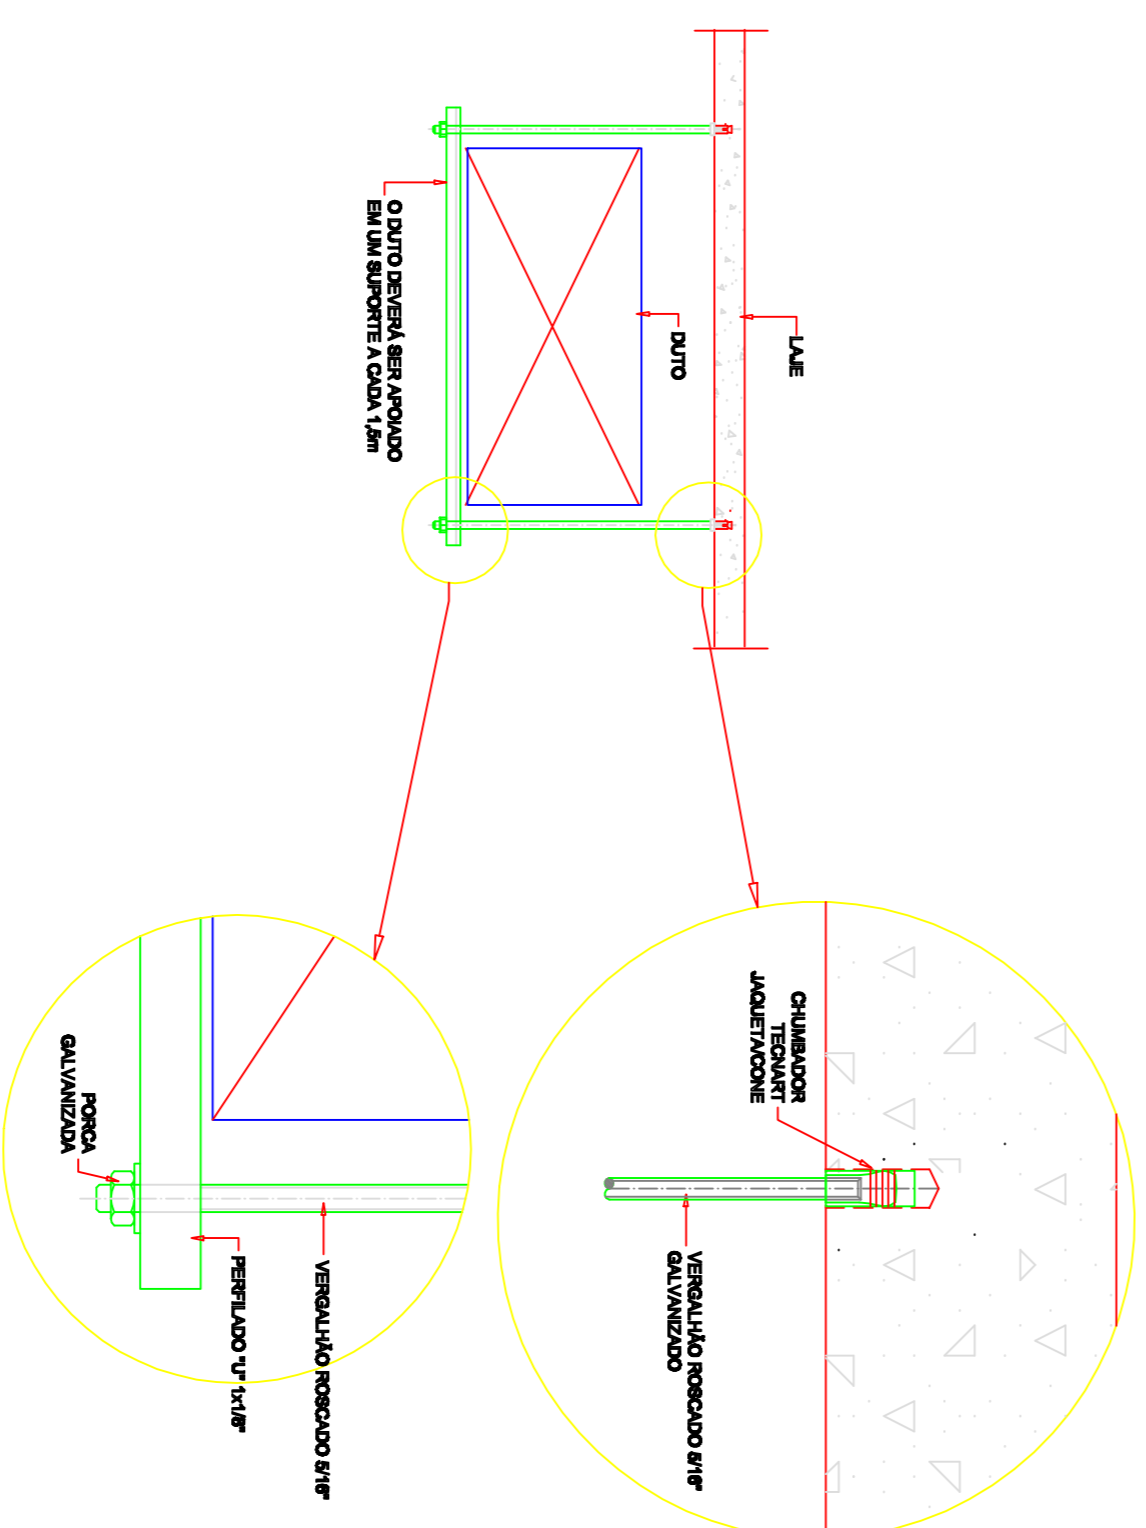 LAJE
DUTO
O DUTO DEVERÁ SER APOIADO
EM UM SUPORTE A CADA 1,5m
CHUMBADOR
TECNART
JAQUETA/CONE
VERGALHÃO ROSCADO 5/16"
GALVANIZADO
VERGALHÃO ROSCADO 5/16"
PERFILADO "U" 1x1/8"
PORCA
GALVANIZADA